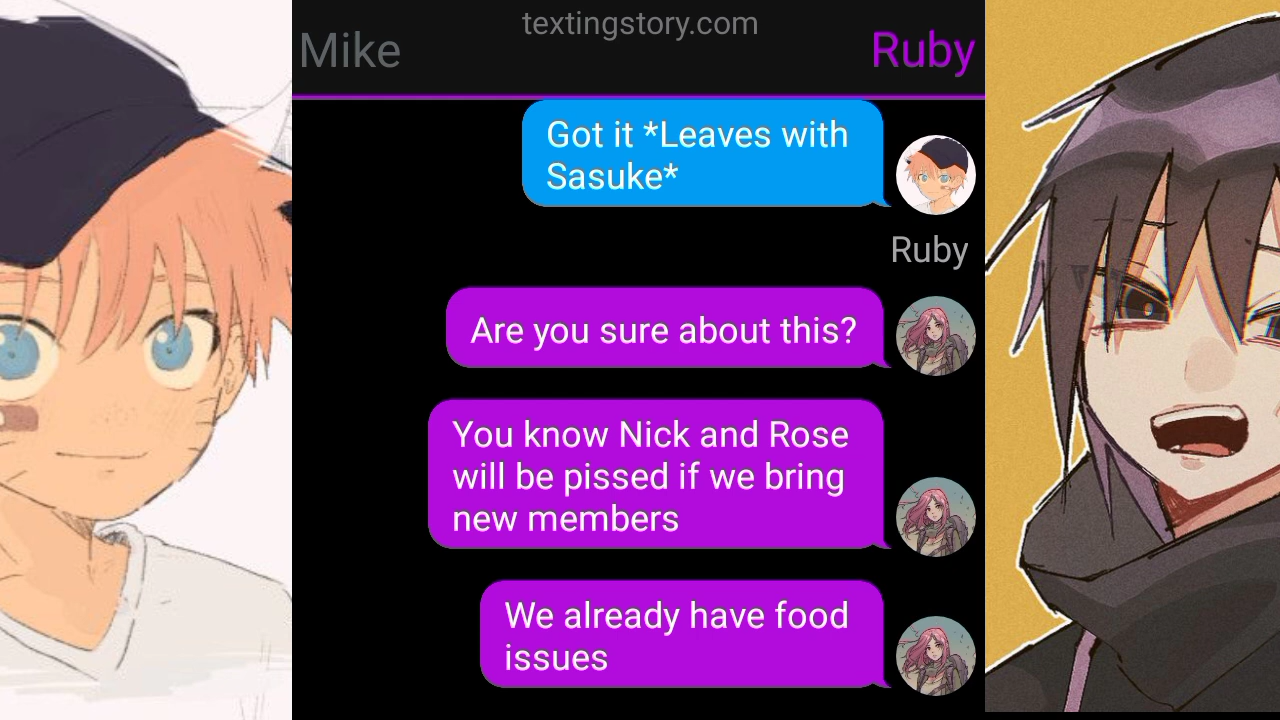 textingstory.com
Mike
Ruby
Got it *Leaves with
Sasuke*
Ruby
Are you sure about this?
You know Nick and Rose
will be pissed if we bring
new members
We already have food
issues